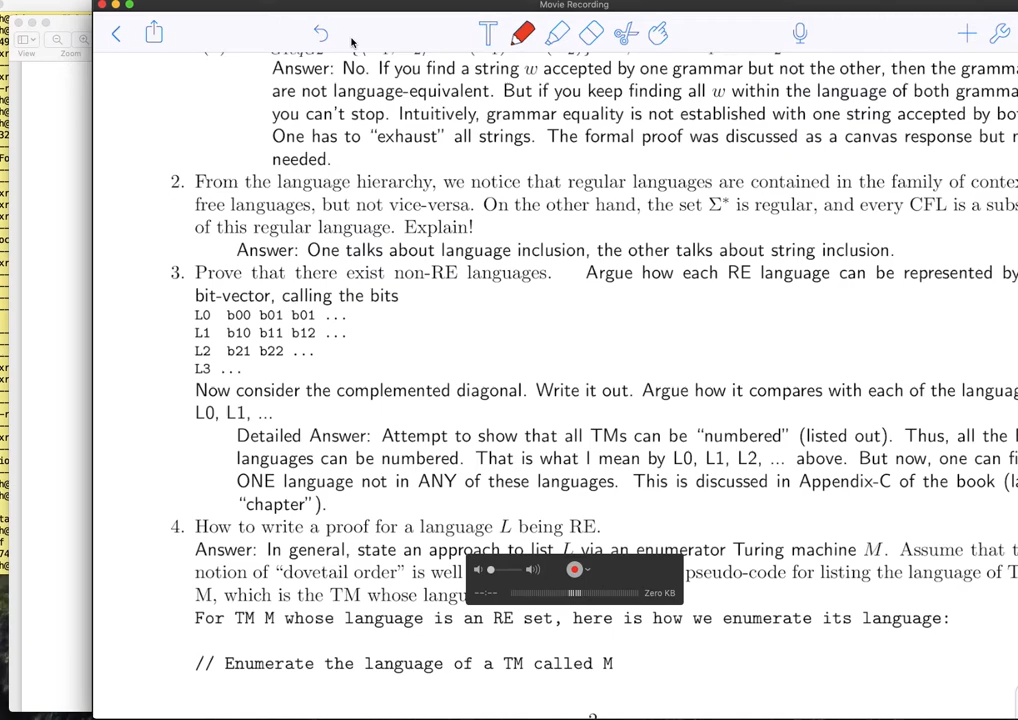 Movie Recording
View Zoom
Answer: No. If you find a string w accepted by one grammar but not the other, then the gramma
are not language-equivalent. But if you keep finding all w within the language of both gramma
you can't stop. Intuitively, grammar equality is not established with one string accepted by bo
One has to “exhaust” all strings. The formal proof was discussed as a canvas response but n
needed.
2. From the language hierarchy, we notice that regular languages are contained in the family of conte
free languages, but not vice-versa. On the other hand, the set Σ* is regular, and every CFL is a subs
of this regular language. Explain!
Answer: One talks about language inclusion, the other talks about string inclusion.
3. Prove that there exist non-RE languages. Argue how each RE language can be represented by
bit-vector, calling the bits
L0 b00 b01 b01 ...
L1 b10 b11 b12 ...
L2 b21 b22 ...
L3 ...
Now consider the complemented diagonal. Write it out. Argue how it compares with each of the languag
L0, L1, ...
Detailed Answer: Attempt to show that all TMs can be “numbered” (listed out). Thus, all the
languages can be numbered. That is what I mean by L0, L1, L2, ... above. But now, one can fi
ONE language not in ANY of these languages. This is discussed in Appendix-C of the book (la
“chapter”).
4. How to write a proof for a language L being RE.
Answer: In general, state an approach to list L via an enumerator Turing machine M. Assume that t
notion of “dovetail order” is well pseudo-code for listing the language of T
M, which is the TM whose langu
--:-- Zero KB
For TM M whose language is an RE set, here is how we enumerate its language:
// Enumerate the language of a TM called M